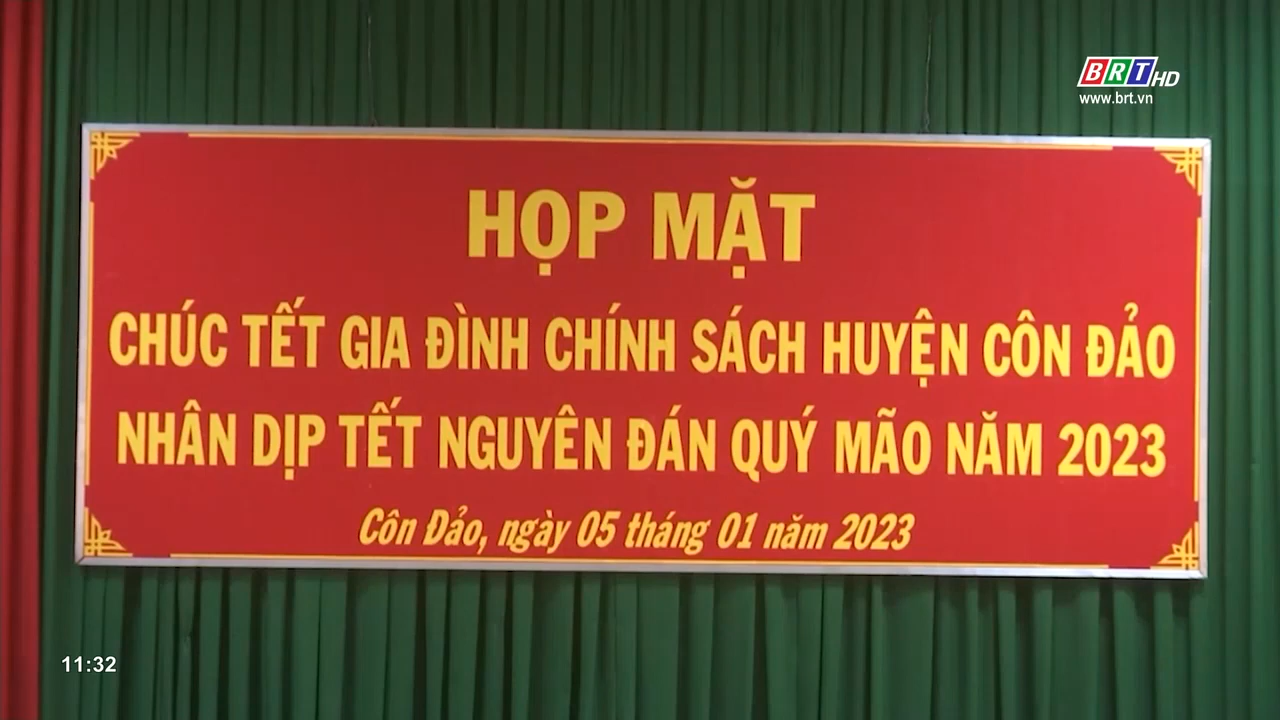 BRT HD
www.brt.vn
HỌP MẶT
CHÚC TẾT GIA ĐÌNH CHÍNH SÁCH HUYỆN CÔN ĐẢO
NHÂN DỊP TẾT NGUYÊN ĐÁN QUÝ MÃO NĂM 2023
Côn Đảo, ngày 05 tháng 01 năm 2023
11:32